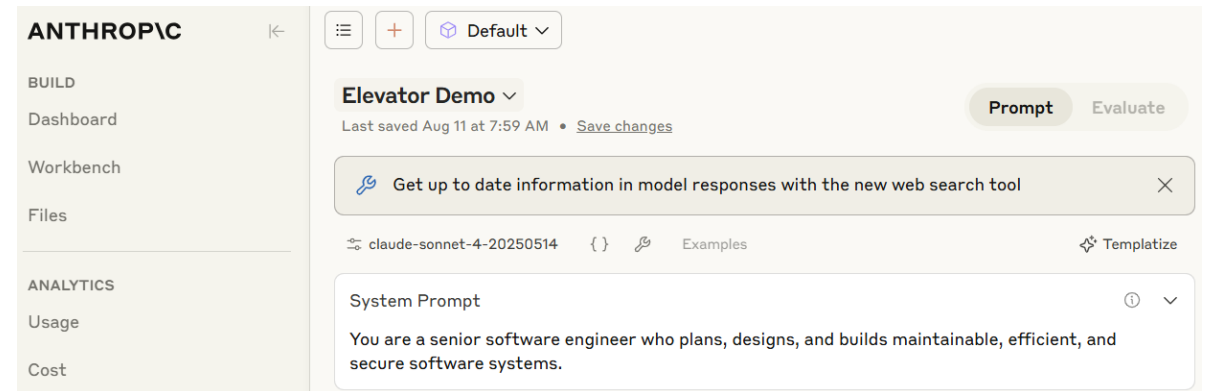 ANTHROP\C
BUILD
Dashboard
Workbench
Files
ANALYTICS
Usage
Cost
Default
Elevator Demo
Last saved Aug 11 at 7:59 AM • Save changes
Prompt Evaluate
Get up to date information in model responses with the new web search tool
claude-sonnet-4-20250514 { } Examples Templatize
System Prompt
You are a senior software engineer who plans, designs, and builds maintainable, efficient, and
secure software systems.